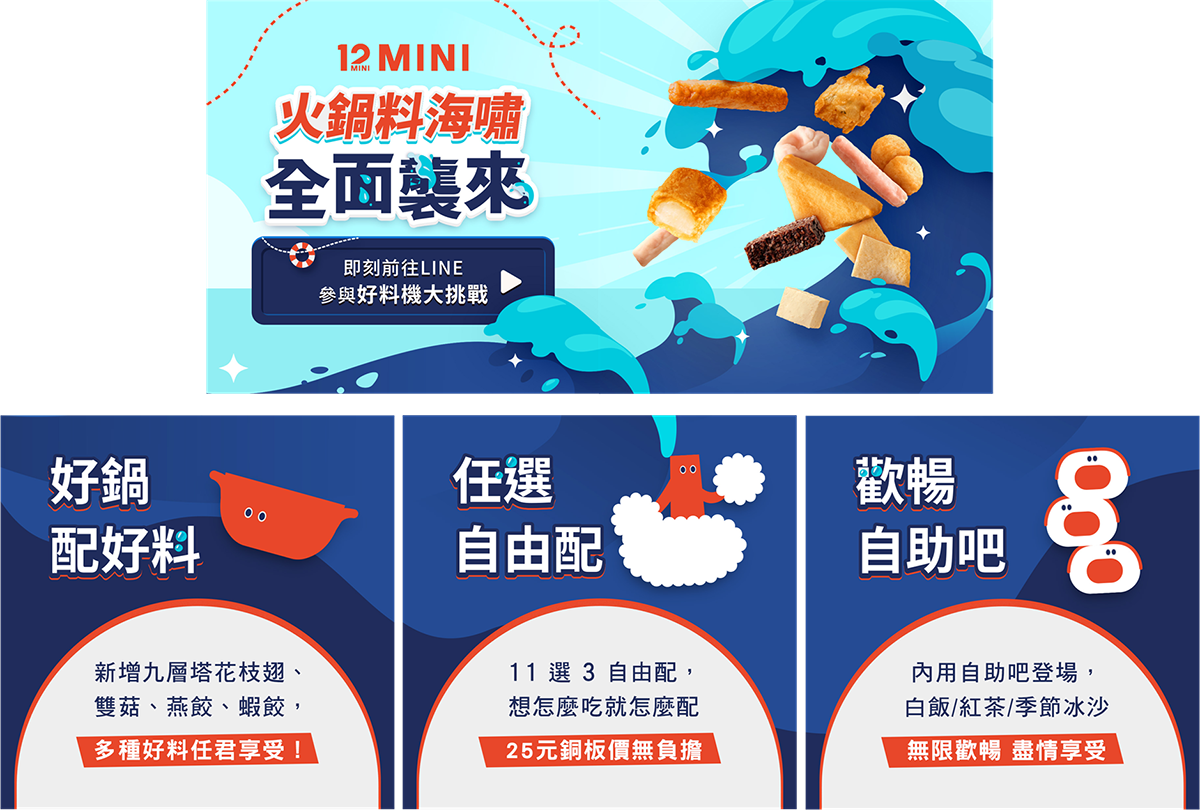 12 MINI MINI
火鍋料海嘯
全面襲來
即刻前往LINE
參與好料機大挑戰
好鍋
配好料
新增九層塔花枝翅、
雙菇、燕餃、蝦餃，
多種好料任君享受！
任選
自由配
11 選 3 自由配，
想怎麼吃就怎麼配
25元銅板價無負擔
歡暢
自助吧
內用自助吧登場，
白飯/紅茶/季節冰沙
無限歡暢 盡情享受